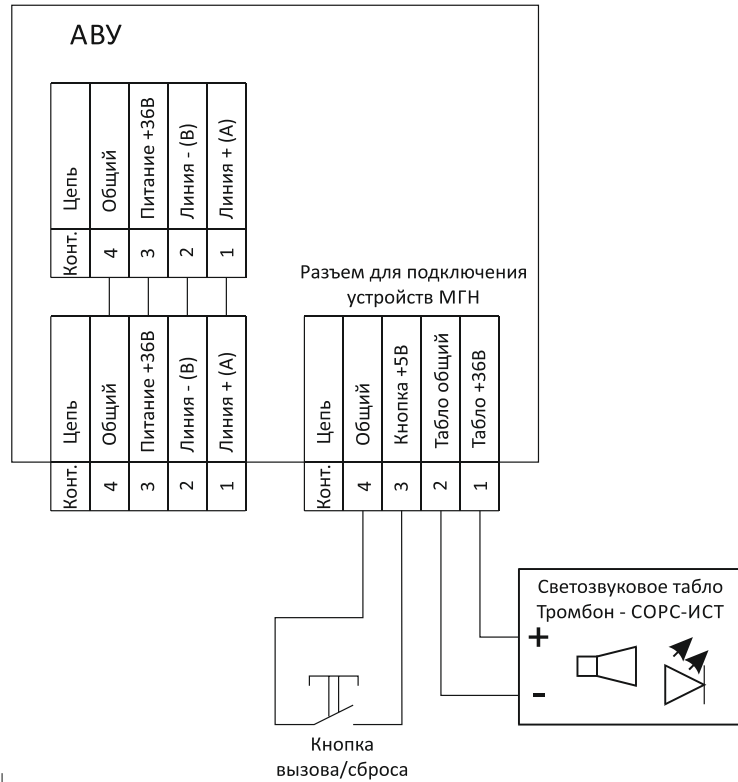 АВУ
Цепь
Общий
Питание +36В
Линия - (В)
Линия + (А)
Конт.
4
3
2
1
Разъем для подключения
устройств МГН
Цепь
Общий
Питание +36В
Линия - (В)
Линия + (А)
Конт.
4
3
2
1
Цепь
Общий
Кнопка +5В
Табло общий
Табло +36В
Конт.
4
3
2
1
Светозвуковое табло
Тромбон - СОРС-ИСТ
+
-
Кнопка
вызова/сброса